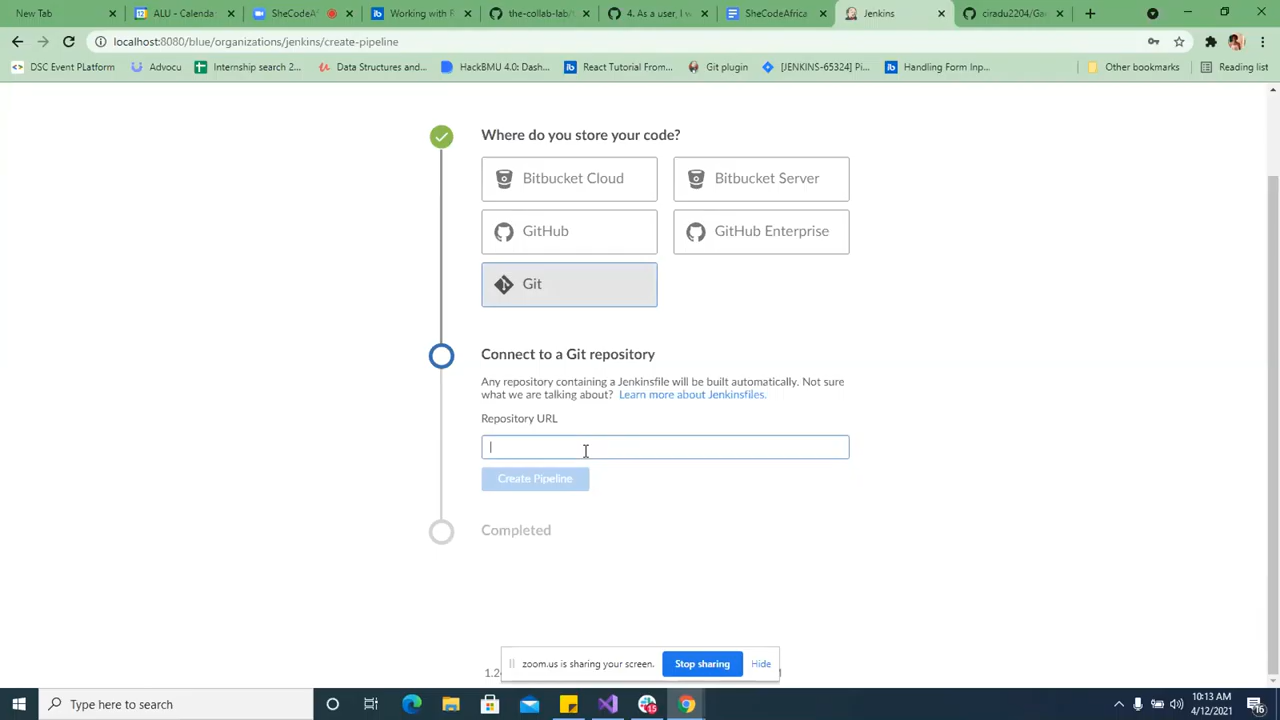 New Tab
ALU - Calendar
SheCodeAf
Working with F
the-collab-lab/
4. As a user, I w
SheCodeAfrica
Jenkins
ciradu2204/Ga
localhost:8080/blue/organizations/jenkins/create-pipeline
DSC Event PLatform
Advocu
Internship search 2...
Data Structures and...
HackBMU 4.0: Dash...
React Tutorial From...
Git plugin
[JENKINS-65324] Pi...
Handling Form Inp...
Other bookmarks
Reading list
Where do you store your code?
Bitbucket Cloud
Bitbucket Server
GitHub
GitHub Enterprise
Git
Connect to a Git repository
Any repository containing a Jenkinsfile will be built automatically. Not sure
what we are talking about? Learn more about Jenkinsfiles.
Repository URL
Create Pipeline
Completed
zoom.us is sharing your screen.
Stop sharing
Hide
Type here to search
15
10:13 AM
4/12/2021
16